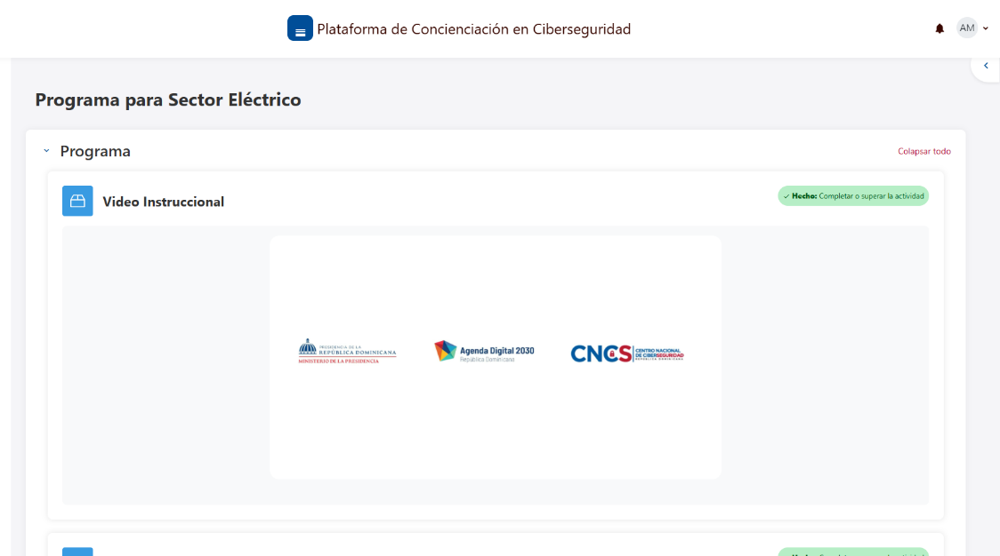 Plataforma de Concienciación en Ciberseguridad
AM
Programa para Sector Eléctrico
Programa
Colapsar todo
Video Instruccional
Hecho: Completar o superar la actividad
PRESIDENCIA DE LA
REPÚBLICA DOMINICANA
MINISTERIO DE LA PRESIDENCIA
Agenda Digital 2030
República Dominicana
CNCS
CENTRO NACIONAL
DE CIBERSEGURIDAD
REPÚBLICA DOMINICANA